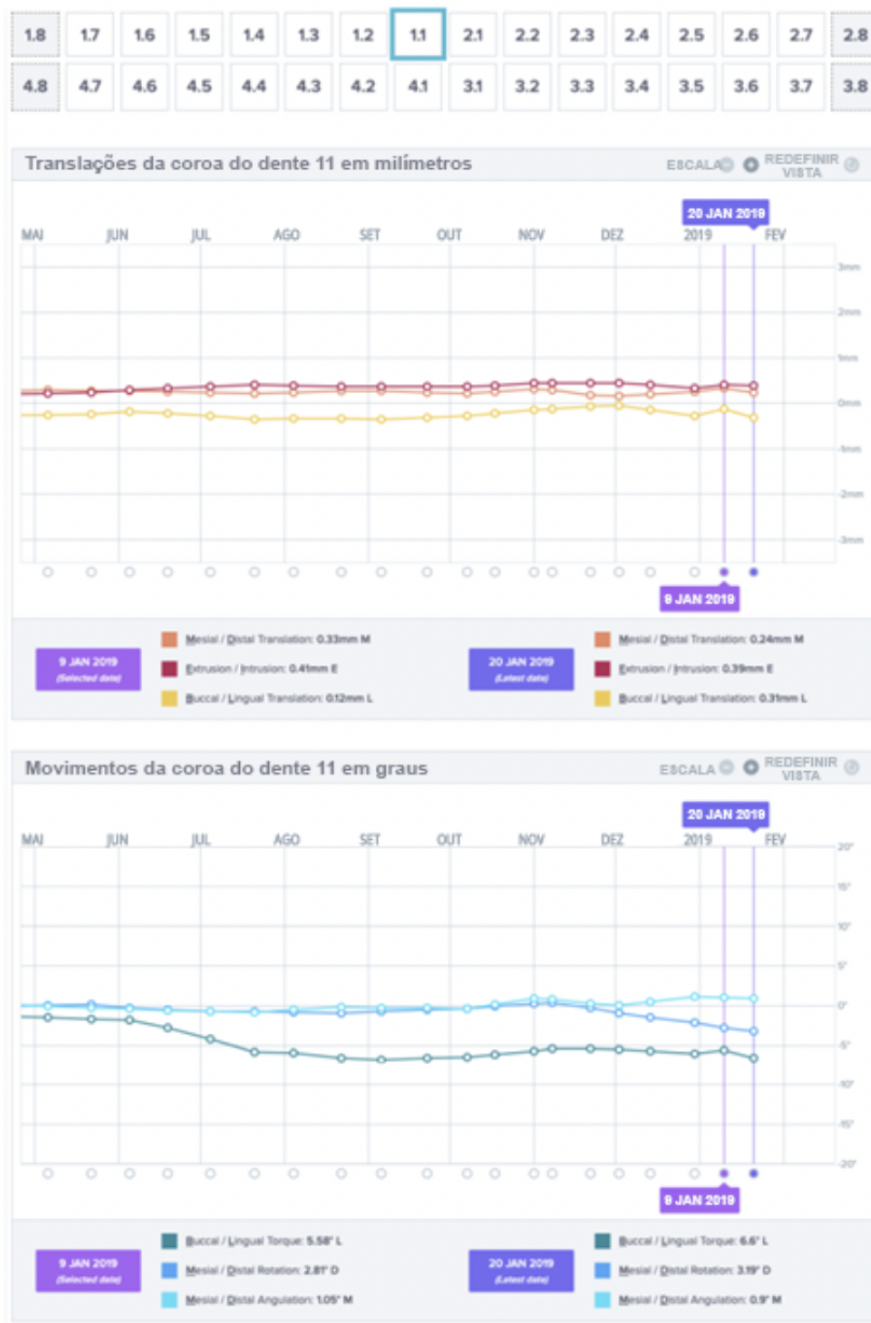 1.8 1.7 1.6 1.5 1.4 1.3 1.2 1.1 2.1 2.2 2.3 2.4 2.5 2.6 2.7 2.8
4.8 4.7 4.6 4.5 4.4 4.3 4.2 4.1 3.1 3.2 3.3 3.4 3.5 3.6 3.7 3.8
Translações da coroa do dente 11 em milímetros ESCALA REDEFINIR VISTA
20 JAN 2019
MAI JUN JUL AGO SET OUT NOV DEZ 2019 FEV
3mm
2mm
1mm
0mm
-1mm
-2mm
-3mm
9 JAN 2019
9 JAN 2019
(Selected date)
Mesial / Distal Translation: 0.33mm M
Extrusion / Intrusion: 0.41mm E
Buccal / Lingual Translation: 0.12mm L
20 JAN 2019
(Latest date)
Mesial / Distal Translation: 0.24mm M
Extrusion / Intrusion: 0.39mm E
Buccal / Lingual Translation: 0.31mm L
Movimentos da coroa do dente 11 em graus ESCALA REDEFINIR VISTA
20 JAN 2019
MAI JUN JUL AGO SET OUT NOV DEZ 2019 FEV
20°
15°
10°
5°
0°
-5°
-10°
-15°
-20°
9 JAN 2019
9 JAN 2019
(Selected date)
Buccal / Lingual Torque: 5.58° L
Mesial / Distal Rotation: 2.81° D
Mesial / Distal Angulation: 1.05° M
20 JAN 2019
(Latest date)
Buccal / Lingual Torque: 6.6° L
Mesial / Distal Rotation: 3.19° D
Mesial / Distal Angulation: 0.9° M